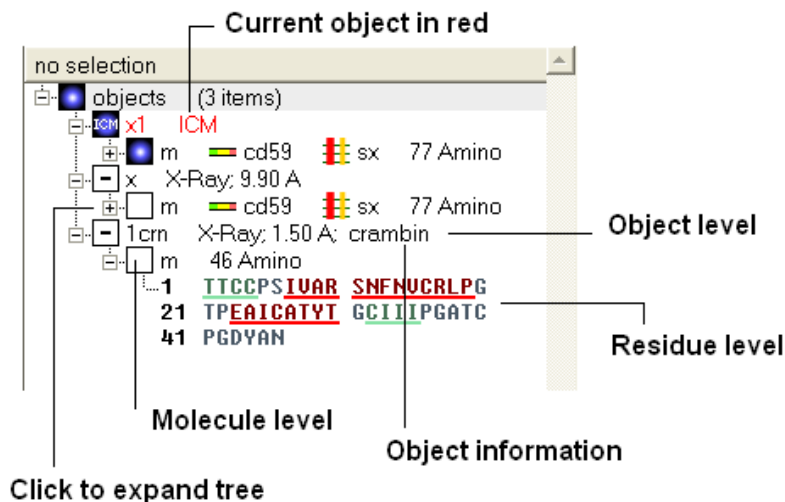 Current object in red
no selection
objects (3 items)
ICM x1 ICM
m cd59 sx 77 Amino
x X-Ray; 9.90 A
m cd59 sx 77 Amino
1crn X-Ray; 1.50 A; crambin
Object level
m 46 Amino
1 TTCCPSIVAR SNFNVCRLPG
21 TPEAICATYT GCIIIPGATC
41 PGDYAN
Residue level
Molecule level
Object information
Click to expand tree